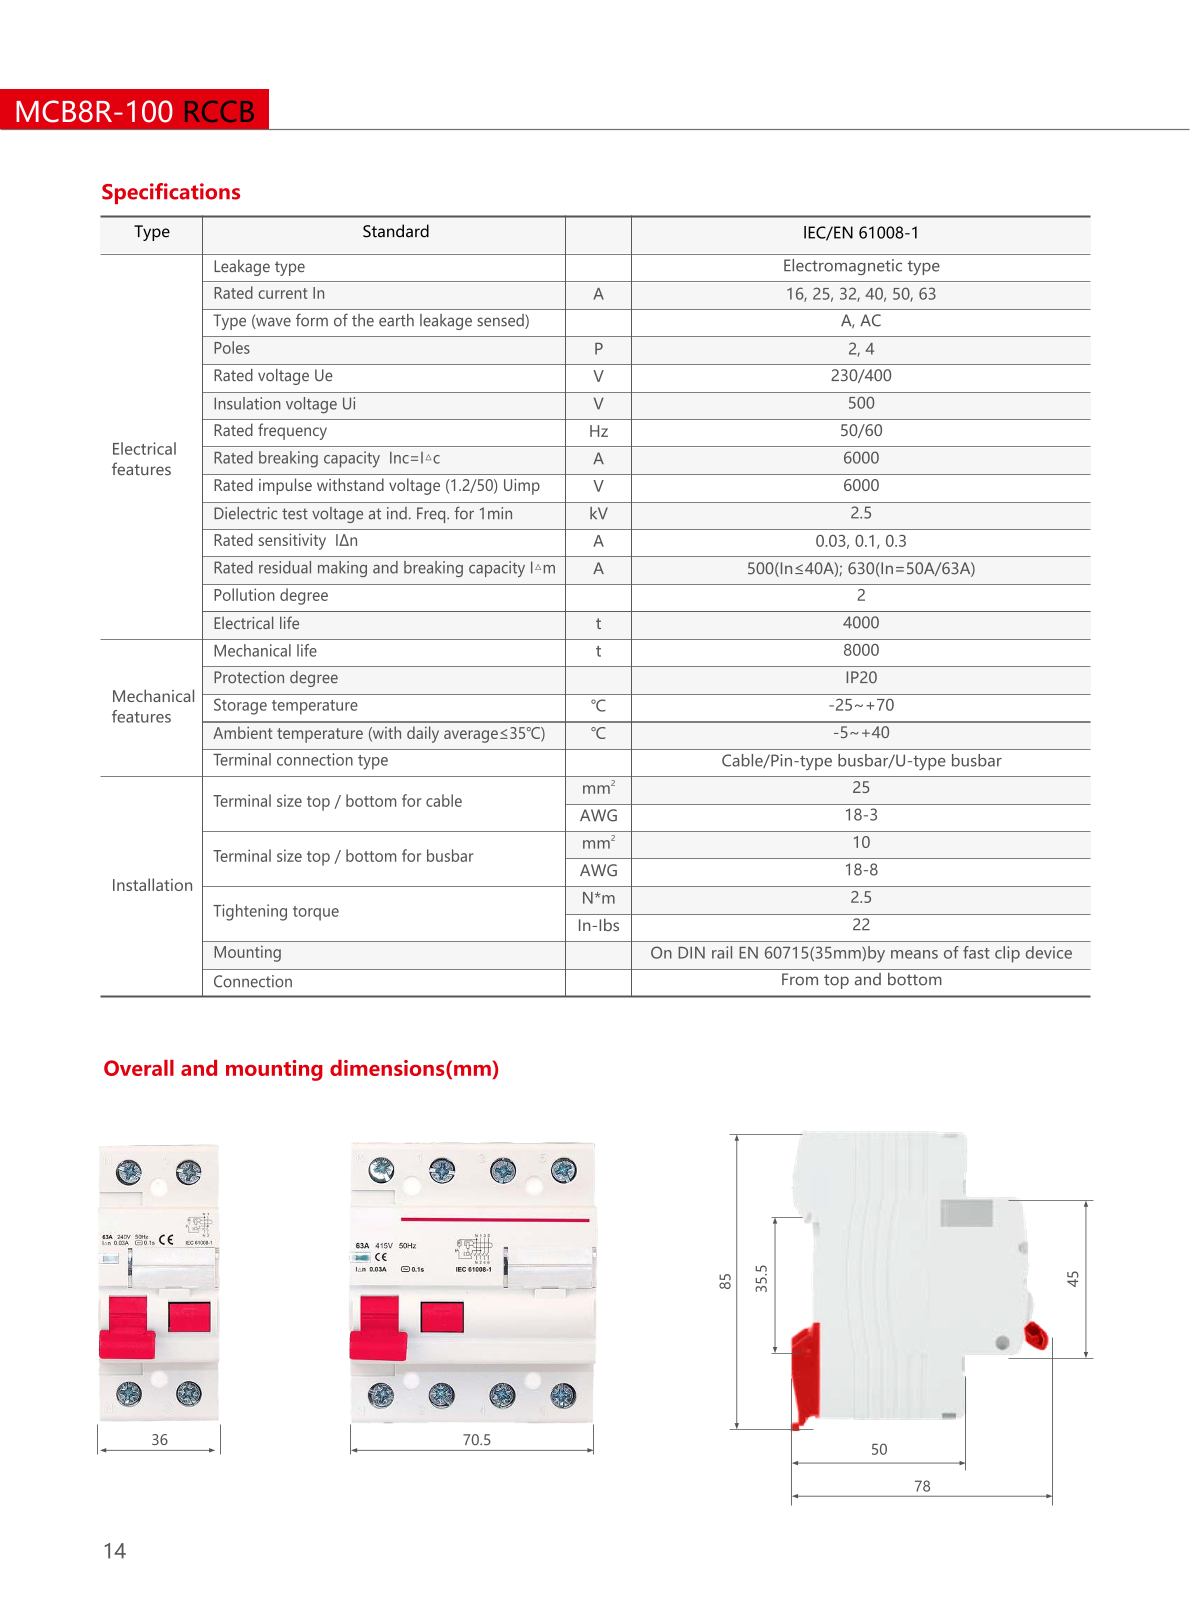 MCB8R-100 RCCB
Specifications
Type Standard IEC/EN 61008-1
Electrical features
Leakage type Electromagnetic type
Rated current In A 16, 25, 32, 40, 50, 63
Type (wave form of the earth leakage sensed) A, AC
Poles P 2, 4
Rated voltage Ue V 230/400
Insulation voltage Ui V 500
Rated frequency Hz 50/60
Rated breaking capacity Inc=I△c A 6000
Rated impulse withstand voltage (1.2/50) Uimp V 6000
Dielectric test voltage at ind. Freq. for 1min kV 2.5
Rated sensitivity IΔn A 0.03, 0.1, 0.3
Rated residual making and breaking capacity I△m A 500(In≤40A); 630(In=50A/63A)
Pollution degree 2
Electrical life t 4000
Mechanical features
Mechanical life t 8000
Protection degree IP20
Storage temperature ℃ -25~+70
Ambient temperature (with daily average≤35℃) ℃ -5~+40
Terminal connection type Cable/Pin-type busbar/U-type busbar
Installation
Terminal size top / bottom for cable mm² 25
AWG 18-3
Terminal size top / bottom for busbar mm² 10
AWG 18-8
Tightening torque N*m 2.5
In-Ibs 22
Mounting On DIN rail EN 60715(35mm)by means of fast clip device
Connection From top and bottom
Overall and mounting dimensions(mm)
63A 240V 50Hz
I△n 0.03A 0.1s CE IEC 61008-1
36
63A 415V 50Hz
CE
I△n 0.03A 0.1s IEC 61008-1
70.5
85
35.5
45
50
78
14